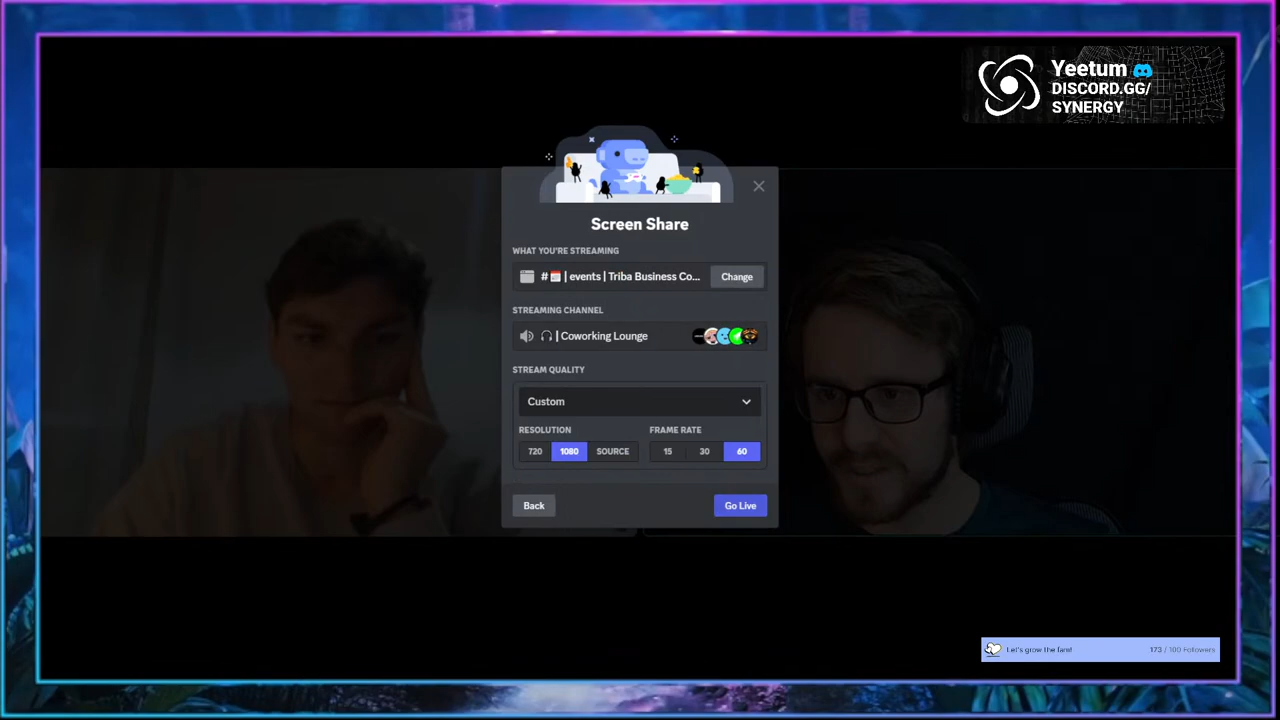 Yeetum
DISCORD.GG/
SYNERGY
Screen Share
WHAT YOU'RE STREAMING
# | events | Triba Business Co...
Change
STREAMING CHANNEL
| Coworking Lounge
STREAM QUALITY
Custom
RESOLUTION
FRAME RATE
720 1080 SOURCE
15 30 60
Back
Go Live
Let's grow the fam!
173 / 100 Followers